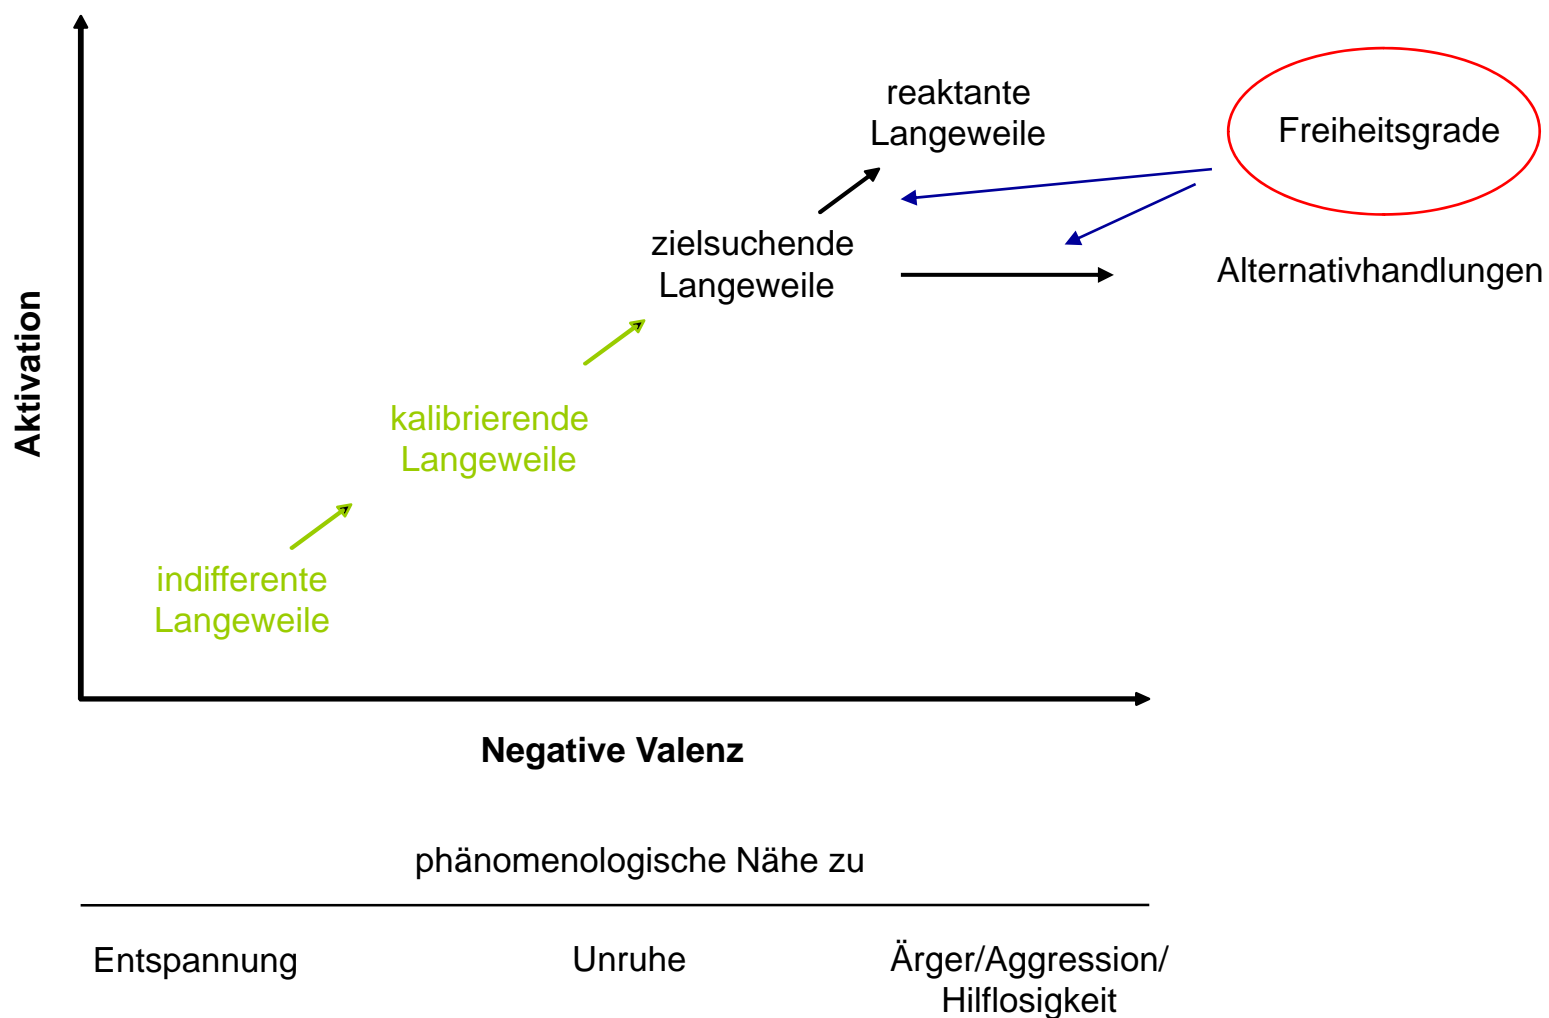 reaktante
Langeweile
Freiheitsgrade
zielsuchende
Langeweile
Alternativhandlungen
Aktivation
kalibrierende
Langeweile
indifferente
Langeweile
Negative Valenz
phänomenologische Nähe zu
Entspannung
Unruhe
Ärger/Aggression/
Hilflosigkeit